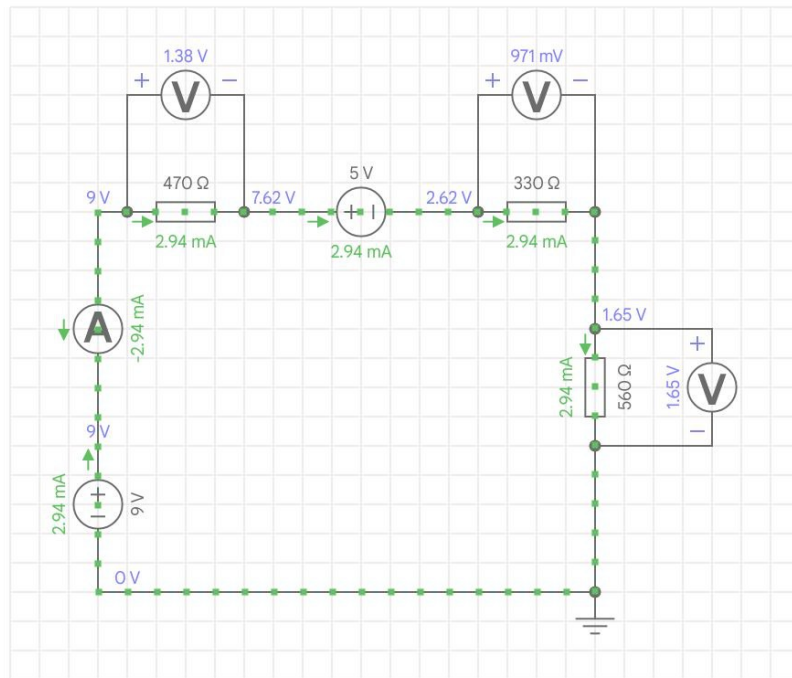 1.38 V
971 mV
+ V −
+ V −
470 Ω
5 V
330 Ω
9 V
7.62 V
+ −
2.62 V
2.94 mA
2.94 mA
2.94 mA
A
-2.94 mA
1.65 V
2.94 mA
560 Ω
1.65 V
+
V
−
9 V
2.94 mA
+
−
9 V
0 V